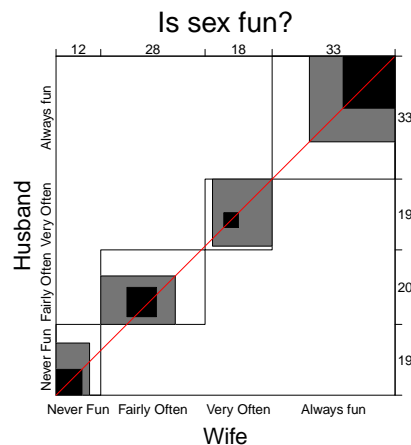 Is sex fun?
12 28 18 33
Always fun
Very Often
Fairly Often
Never Fun
Husband
33
19
20
19
Never Fun Fairly Often Very Often Always fun
Wife